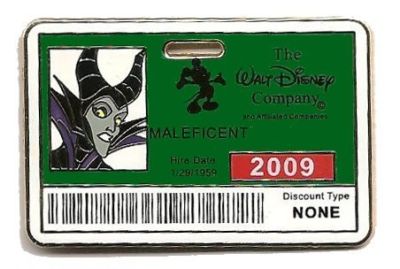 The
WALT DISNEY
Company©
and Affiliated Companies
MALEFICENT
Hire Date
1/29/1959
2009
Discount Type
NONE